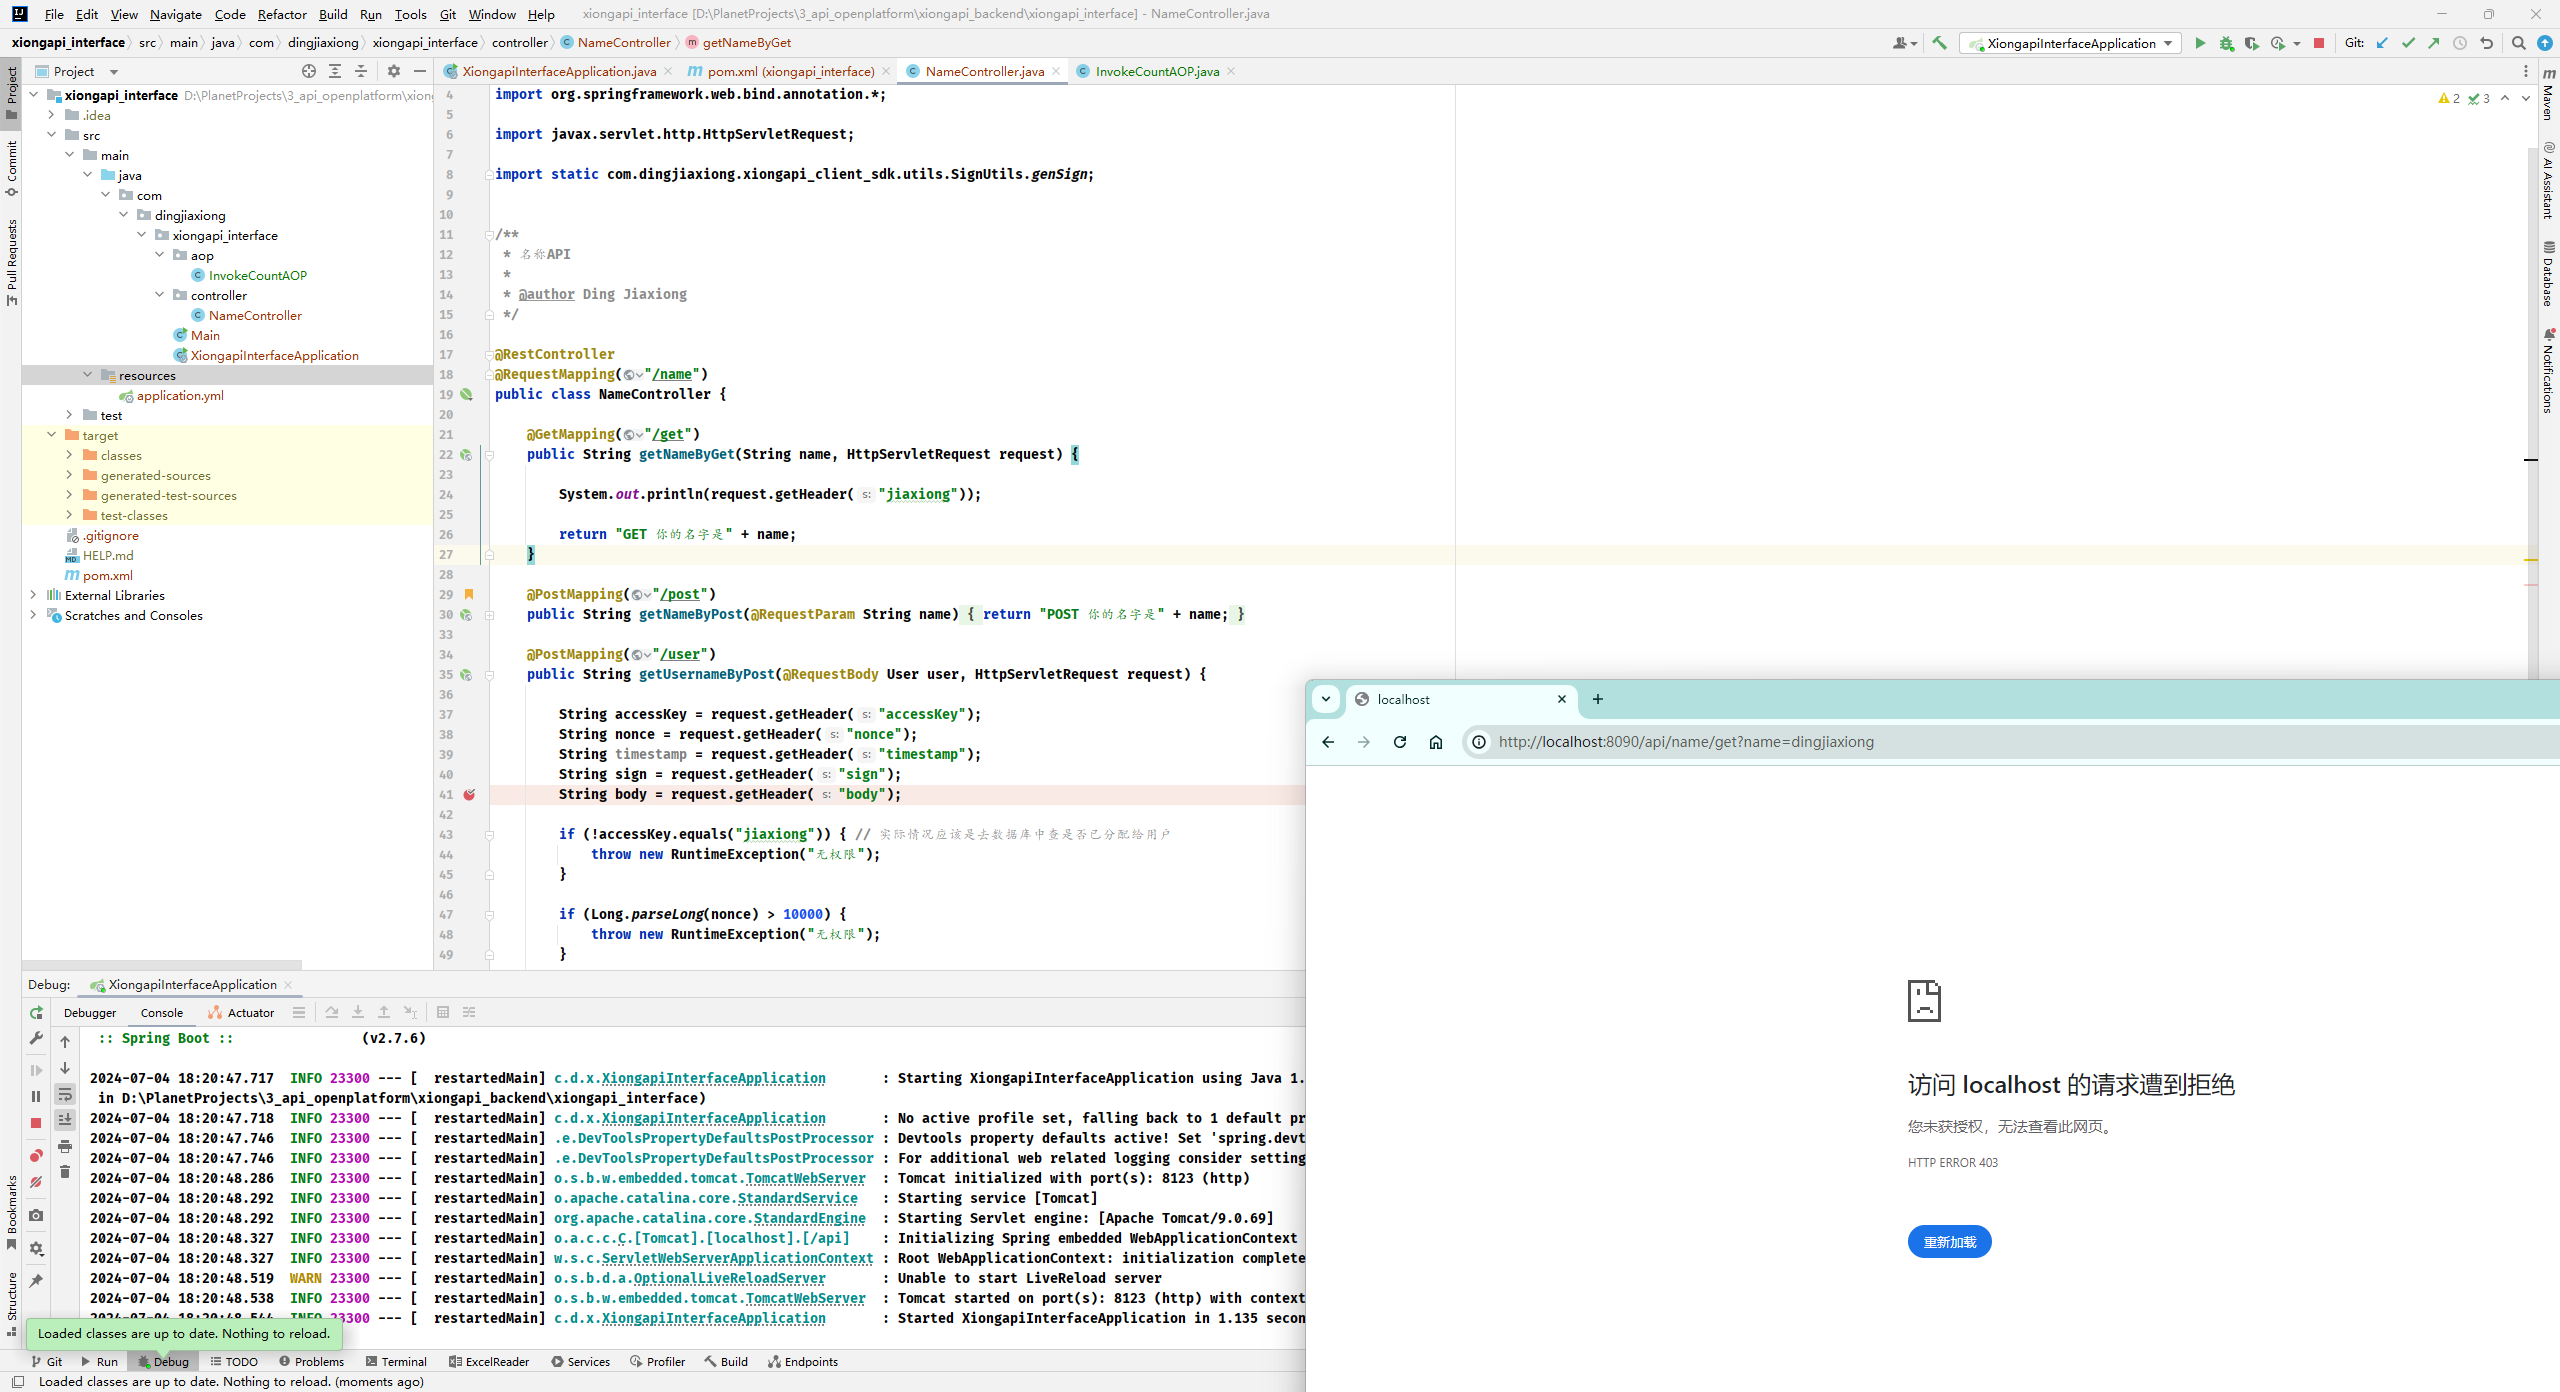 File Edit View Navigate Code Refactor Build Run Tools Git Window Help xiongapi_interface [D:\PlanetProjects\3_api_openplatform\xiongapi_backend\xiongapi_interface] - NameController.java
xiongapi_interface src main java com dingjiaxiong xiongapi_interface controller NameController getNameByGet
XiongapiInterfaceApplication Git:
Project
XiongapiInterfaceApplication.java pom.xml (xiongapi_interface) NameController.java InvokeCountAOP.java
xiongapi_interface D:\PlanetProjects\3_api_openplatform\xiong
.idea
src
main
java
com
dingjiaxiong
xiongapi_interface
aop
InvokeCountAOP
controller
NameController
Main
XiongapiInterfaceApplication
resources
application.yml
test
target
classes
generated-sources
generated-test-sources
test-classes
.gitignore
HELP.md
pom.xml
External Libraries
Scratches and Consoles
Project
Commit
Pull Requests
Bookmarks
Structure
Maven
AI Assistant
Database
Notifications
2 3
4 import org.springframework.web.bind.annotation.*;
5
6 import javax.servlet.http.HttpServletRequest;
7
8 import static com.dingjiaxiong.xiongapi_client_sdk.utils.SignUtils.genSign;
9
10
11 /**
12 * 名称API
13 *
14 * @author Ding Jiaxiong
15 */
16
17 @RestController
18 @RequestMapping("/name")
19 public class NameController {
20
21 @GetMapping("/get")
22 public String getNameByGet(String name, HttpServletRequest request) {
23
24 System.out.println(request.getHeader( s: "jiaxiong"));
25
26 return "GET 你的名字是" + name;
27 }
28
29 @PostMapping("/post")
30 public String getNameByPost(@RequestParam String name) { return "POST 你的名字是" + name; }
33
34 @PostMapping("/user")
35 public String getUsernameByPost(@RequestBody User user, HttpServletRequest request) {
36
37 String accessKey = request.getHeader( s: "accessKey");
38 String nonce = request.getHeader( s: "nonce");
39 String timestamp = request.getHeader( s: "timestamp");
40 String sign = request.getHeader( s: "sign");
41 String body = request.getHeader( s: "body");
42
43 if (!accessKey.equals("jiaxiong")) { // 实际情况应该是去数据库中查是否已分配给用户
44 throw new RuntimeException("无权限");
45 }
46
47 if (Long.parseLong(nonce) > 10000) {
48 throw new RuntimeException("无权限");
49 }
localhost
http://localhost:8090/api/name/get?name=dingjiaxiong
访问 localhost 的请求遭到拒绝
您未获授权，无法查看此网页。
HTTP ERROR 403
重新加载
Debug: XiongapiInterfaceApplication
Debugger Console Actuator
:: Spring Boot :: (v2.7.6)
2024-07-04 18:20:47.717 INFO 23300 --- [ restartedMain] c.d.x.XiongapiInterfaceApplication : Starting XiongapiInterfaceApplication using Java 1.
in D:\PlanetProjects\3_api_openplatform\xiongapi_backend\xiongapi_interface)
2024-07-04 18:20:47.718 INFO 23300 --- [ restartedMain] c.d.x.XiongapiInterfaceApplication : No active profile set, falling back to 1 default pr
2024-07-04 18:20:47.746 INFO 23300 --- [ restartedMain] .e.DevToolsPropertyDefaultsPostProcessor : Devtools property defaults active! Set 'spring.devt
2024-07-04 18:20:47.746 INFO 23300 --- [ restartedMain] .e.DevToolsPropertyDefaultsPostProcessor : For additional web related logging consider setting
2024-07-04 18:20:48.286 INFO 23300 --- [ restartedMain] o.s.b.w.embedded.tomcat.TomcatWebServer : Tomcat initialized with port(s): 8123 (http)
2024-07-04 18:20:48.292 INFO 23300 --- [ restartedMain] o.apache.catalina.core.StandardService : Starting service [Tomcat]
2024-07-04 18:20:48.292 INFO 23300 --- [ restartedMain] org.apache.catalina.core.StandardEngine : Starting Servlet engine: [Apache Tomcat/9.0.69]
2024-07-04 18:20:48.327 INFO 23300 --- [ restartedMain] o.a.c.c.C.[Tomcat].[localhost].[/api] : Initializing Spring embedded WebApplicationContext
2024-07-04 18:20:48.327 INFO 23300 --- [ restartedMain] w.s.c.ServletWebServerApplicationContext : Root WebApplicationContext: initialization complete
2024-07-04 18:20:48.519 WARN 23300 --- [ restartedMain] o.s.b.d.a.OptionalLiveReloadServer : Unable to start LiveReload server
2024-07-04 18:20:48.538 INFO 23300 --- [ restartedMain] o.s.b.w.embedded.tomcat.TomcatWebServer : Tomcat started on port(s): 8123 (http) with context
2024-07-04 18:20:48.544 INFO 23300 --- [ restartedMain] c.d.x.XiongapiInterfaceApplication : Started XiongapiInterfaceApplication in 1.135 secon
Loaded classes are up to date. Nothing to reload.
Git Run Debug TODO Problems Terminal ExcelReader Services Profiler Build Endpoints
Loaded classes are up to date. Nothing to reload. (moments ago)